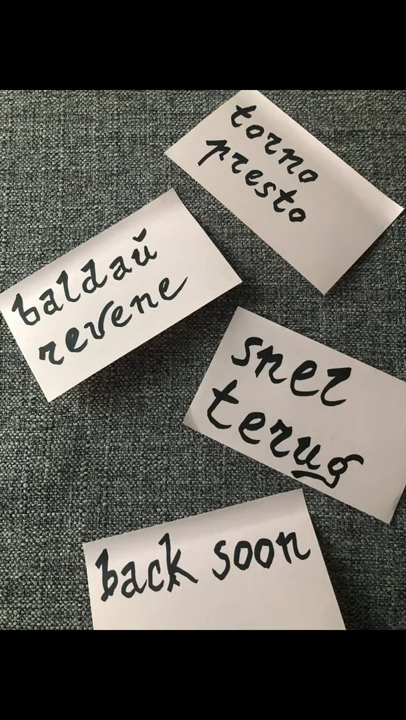 torno
presto
baldaŭ
revene
snel
terug
back soon